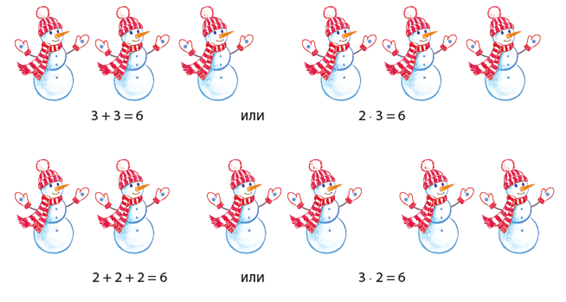 3 + 3 = 6 или 2 · 3 = 6
2 + 2 + 2 = 6 или 3 · 2 = 6